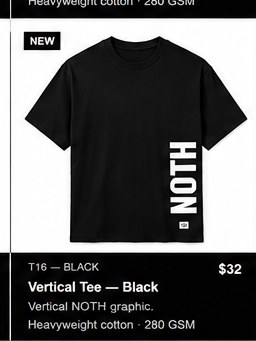 Heavyweight cotton · 280 GSM
NEW
NOTH
T16 — BLACK
$32
Vertical Tee — Black
Vertical NOTH graphic.
Heavyweight cotton · 280 GSM